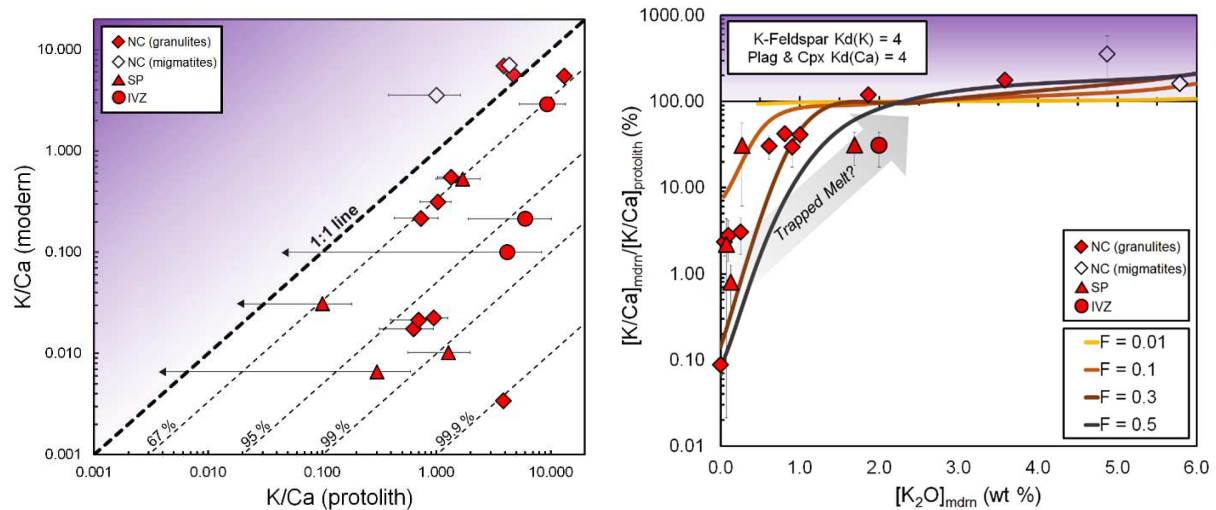 10.000
1.000
0.100
0.010
0.001
K/Ca (modern)
NC (granulites)
NC (migmatites)
SP
IVZ
1:1 line
67 %
95 %
99 %
99.9 %
0.001 0.010 0.100 1.000 10.000
K/Ca (protolith)
1000.00
100.00
10.00
1.00
0.10
0.01
[K/Ca]mdrn/[K/Ca]protolith (%)
K-Feldspar Kd(K) = 4
Plag & Cpx Kd(Ca) = 4
Trapped Melt?
NC (granulites)
NC (migmatites)
SP
IVZ
F = 0.01
F = 0.1
F = 0.3
F = 0.5
0.0 1.0 2.0 3.0 4.0 5.0 6.0
[K₂O]mdrn (wt %)